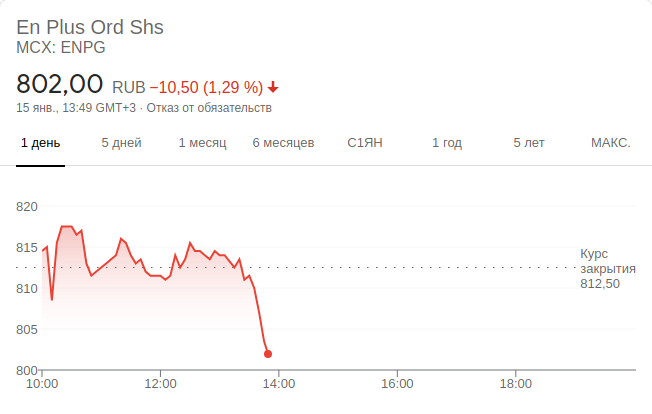 En Plus Ord Shs
MCX: ENPG
802,00 RUB −10,50 (1,29 %)
15 янв., 13:49 GMT+3 · Отказ от обязательств
1 день 5 дней 1 месяц 6 месяцев С1ЯН 1 год 5 лет МАКС.
820
815
810
805
800
Курс
закрытия
812,50
10:00 12:00 14:00 16:00 18:00